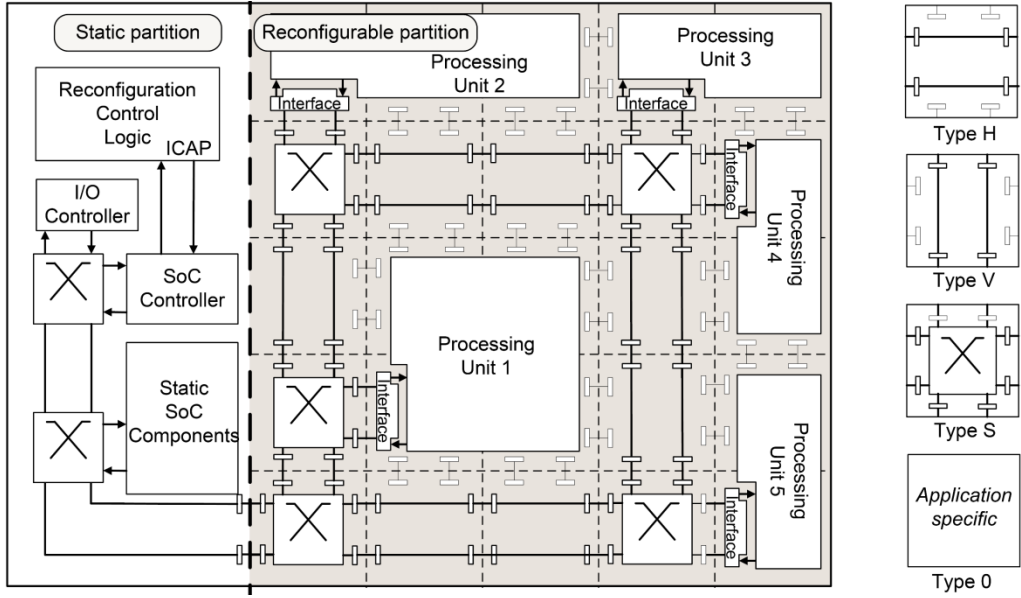 Static partition
Reconfigurable partition
Reconfiguration
Control
Logic
ICAP
I/O
Controller
SoC
Controller
Static
SoC
Components
Processing
Unit 2
Interface
Processing
Unit 3
Interface
Interface
Processing
Unit 4
Processing
Unit 1
Interface
Processing
Unit 5
Interface
Type H
Type V
Type S
Application
specific
Type 0